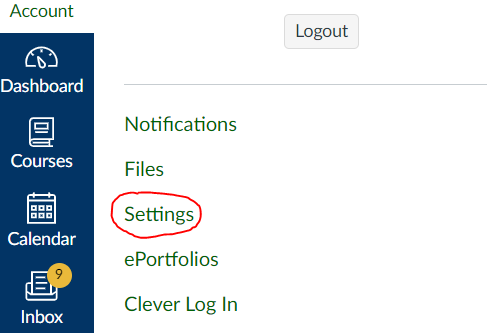 Account
Logout
Dashboard
Notifications
Courses
Files
Settings
Calendar
ePortfolios
9
Clever Log In
Inbox